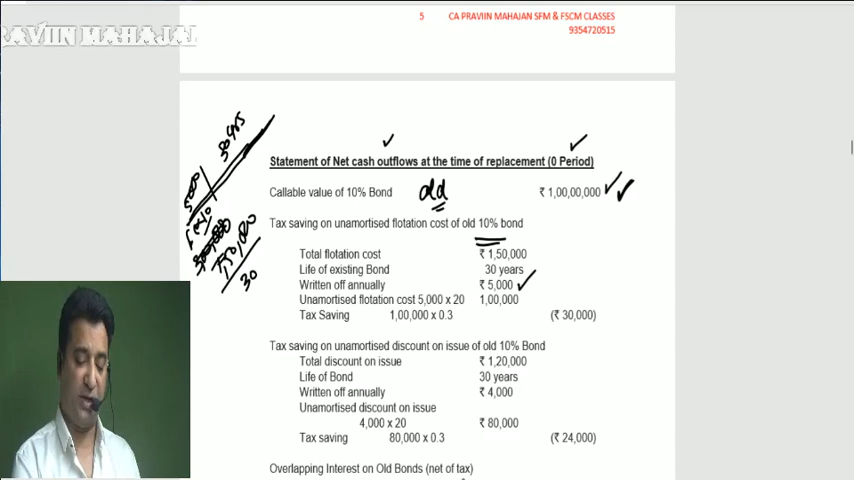 5 CA PRAVIIN MAHAJAN SFM & FSCM CLASSES
9354720515
RAVIIN MAHAJAL
Statement of Net cash outflows at the time of replacement (0 Period)
Callable value of 10% Bond old ₹ 1,00,00,000
Tax saving on unamortised flotation cost of old 10% bond
Total flotation cost ₹ 1,50,000
Life of existing Bond 30 years
Written off annually ₹ 5,000
Unamortised flotation cost 5,000 x 20 1,00,000
Tax Saving 1,00,000 x 0.3 (₹ 30,000)
Tax saving on unamortised discount on issue of old 10% Bond
Total discount on issue ₹ 1,20,000
Life of Bond 30 years
Written off annually ₹ 4,000
Unamortised discount on issue
4,000 x 20 ₹ 80,000
Tax saving 80,000 x 0.3 (₹ 24,000)
Overlapping Interest on Old Bonds (net of tax)
5000
1,50,000
30